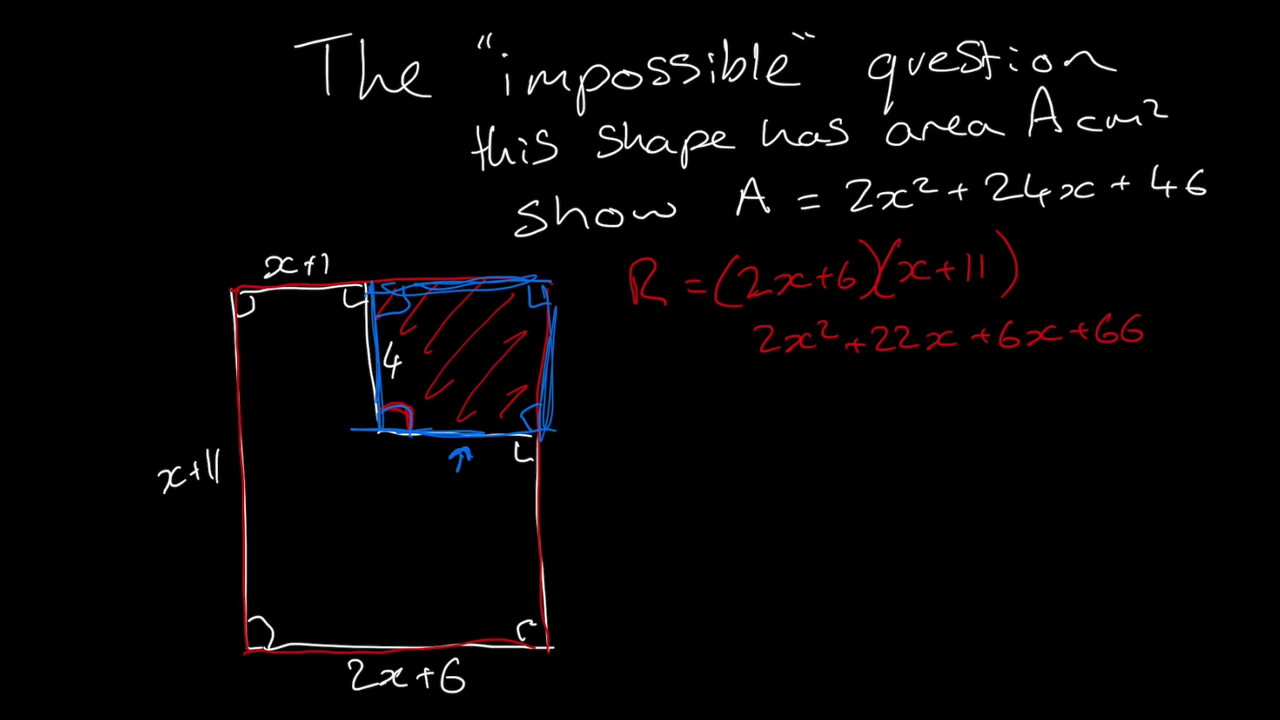 The "impossible" question
this shape has area A cm²
show A = 2x² + 24x + 46
R = (2x+6)(x+11)
2x² + 22x + 6x + 66
x+1
4
x+11
2x+6